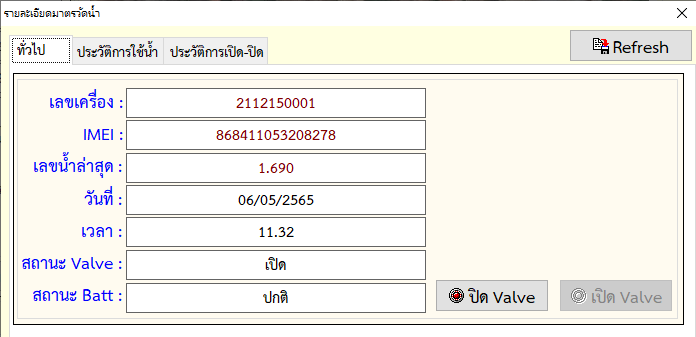 รายละเอียดมาตรวัดน้ำ
ทั่วไป ประวัติการใช้น้ำ ประวัติการเปิด-ปิด Refresh
เลขเครื่อง : 2112150001
IMEI : 868411053208278
เลขน้ำล่าสุด : 1.690
วันที่ : 06/05/2565
เวลา : 11.32
สถานะ Valve : เปิด
สถานะ Batt : ปกติ ปิด Valve เปิด Valve